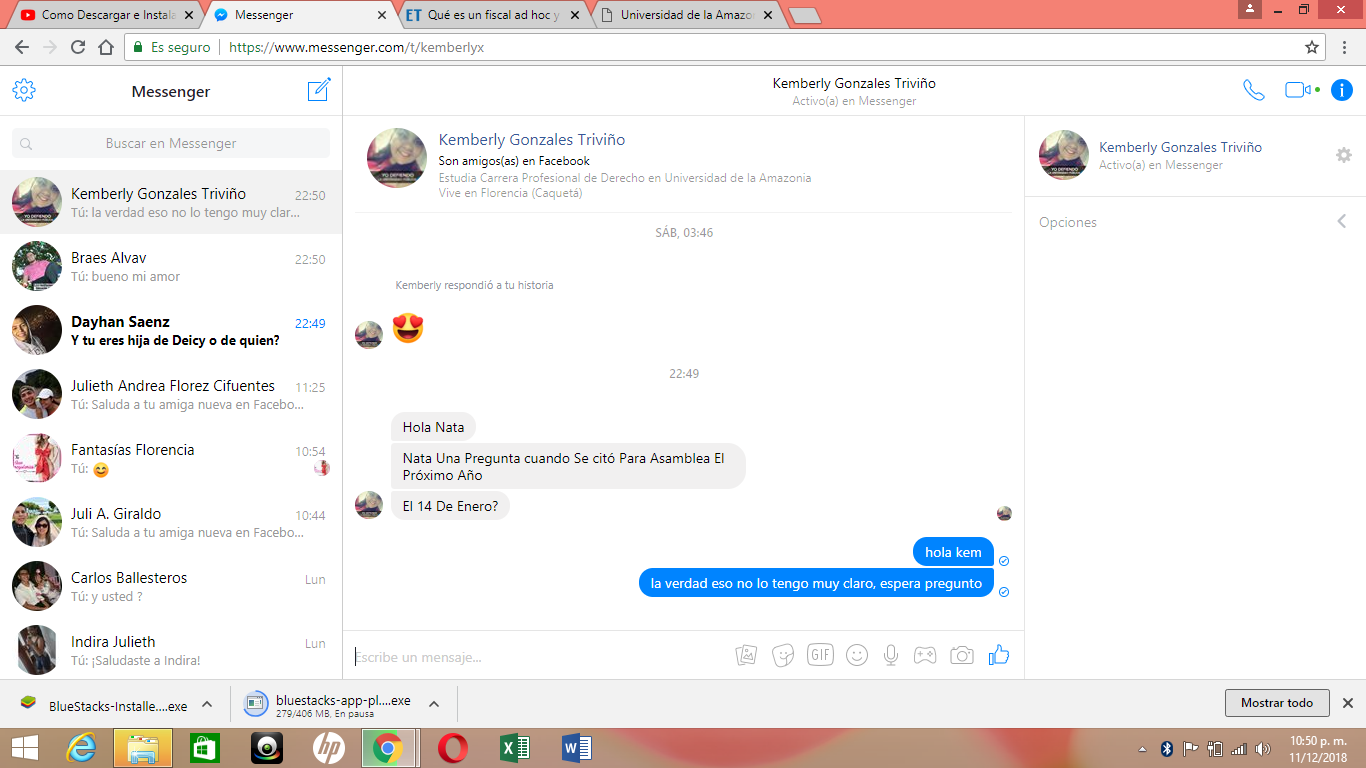 Como Descargar e Instala
Messenger
ET Qué es un fiscal ad hoc y
Universidad de la Amazo
Es seguro
https://www.messenger.com/t/kemberlyx
Messenger
Buscar en Messenger
Kemberly Gonzales Triviño 22:50
Tú: la verdad eso no lo tengo muy clar...
Braes Alvav 22:50
Tú: bueno mi amor
Dayhan Saenz 22:49
Y tu eres hija de Deicy o de quien?
Julieth Andrea Florez Cifuentes 11:25
Tú: Saluda a tu amiga nueva en Facebo...
Fantasías Florencia 10:54
Tú: 😊
Juli A. Giraldo 10:44
Tú: Saluda a tu amiga nueva en Facebo...
Carlos Ballesteros Lun
Tú: y usted ?
Indira Julieth Lun
Tú: ¡Saludaste a Indira!
Kemberly Gonzales Triviño
Activo(a) en Messenger
Kemberly Gonzales Triviño
Son amigos(as) en Facebook
Estudia Carrera Profesional de Derecho en Universidad de la Amazonia
Vive en Florencia (Caquetá)
SÁB, 03:46
Kemberly respondió a tu historia
😍
22:49
Hola Nata
Nata Una Pregunta cuando Se citó Para Asamblea El
Próximo Año
El 14 De Enero?
hola kem
la verdad eso no lo tengo muy claro, espera pregunto
Escribe un mensaje...
GIF
Kemberly Gonzales Triviño
Activo(a) en Messenger
Opciones
BlueStacks-Installe....exe
bluestacks-app-pl....exe
279/406 MB, En pausa
Mostrar todo
10:50 p. m.
11/12/2018